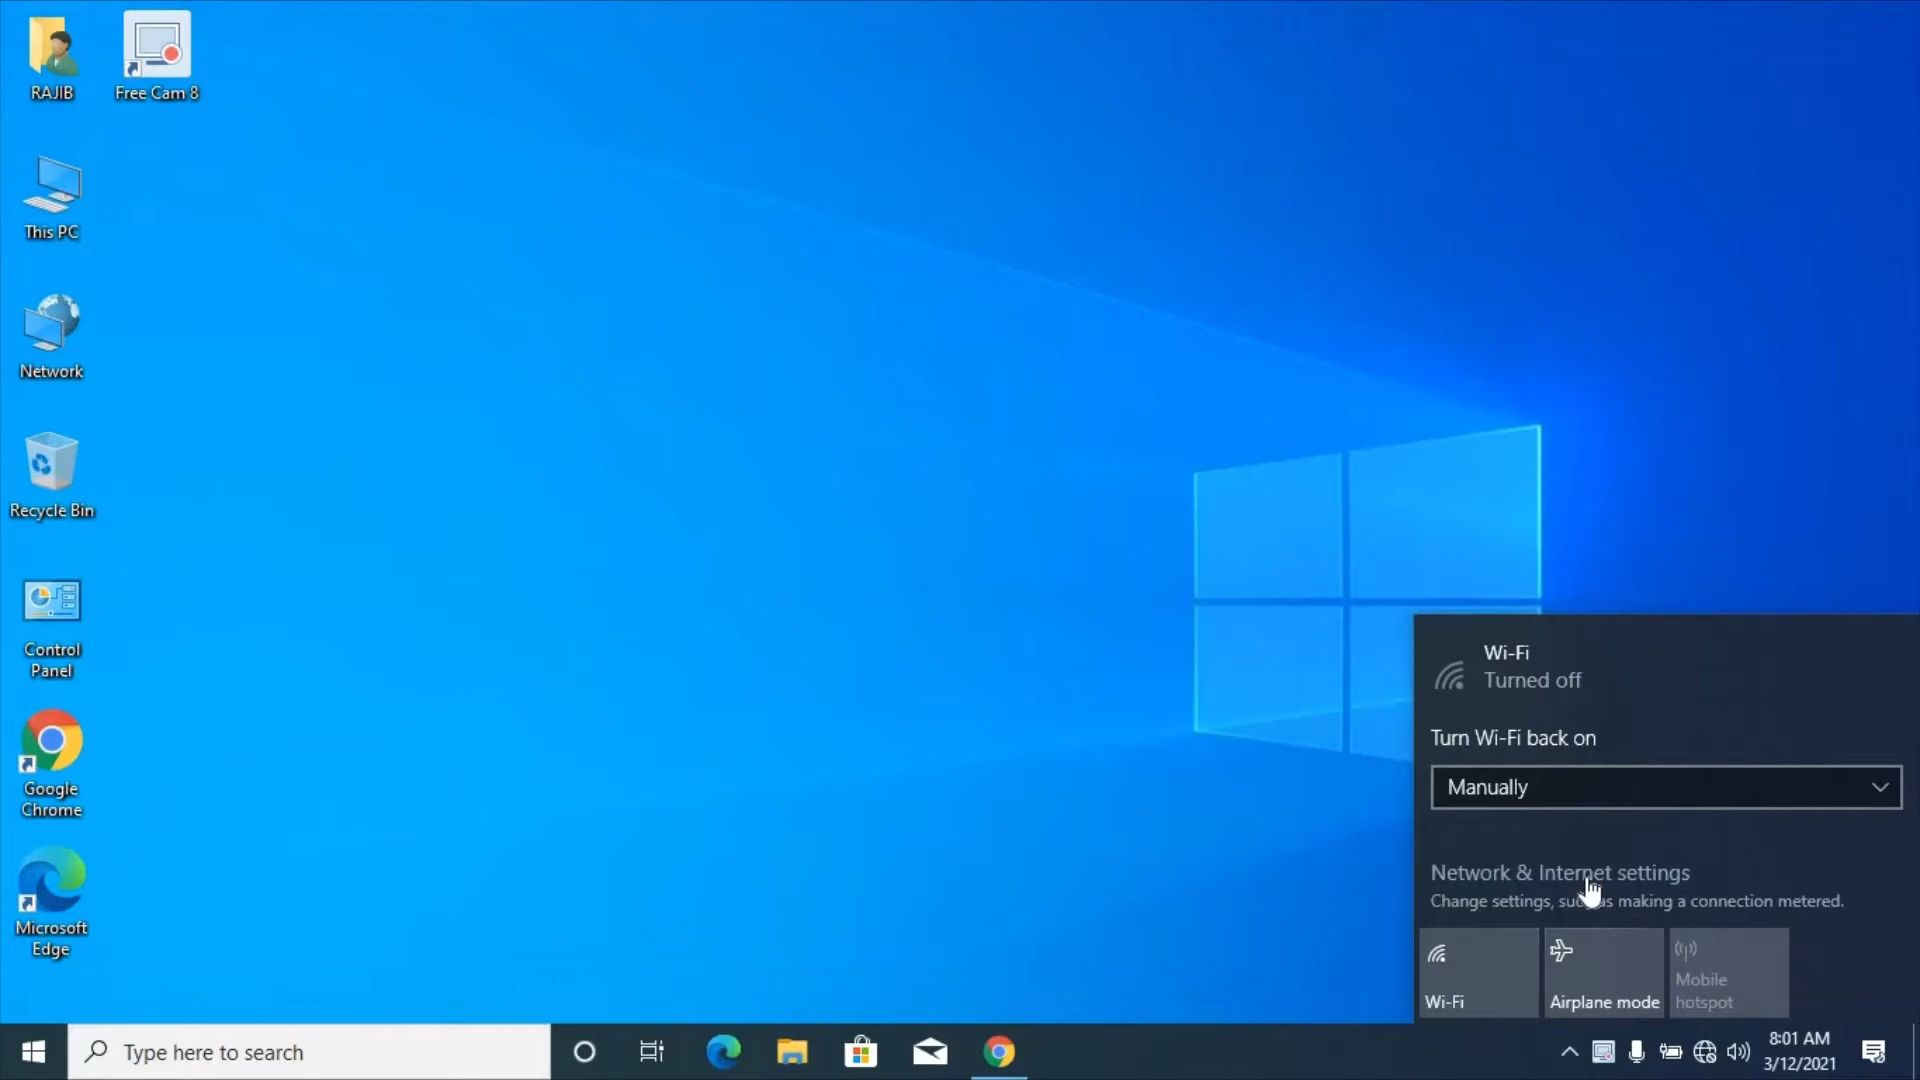 RAJIB
Free Cam 8
This PC
Network
Recycle Bin
Control
Panel
Google
Chrome
Microsoft
Edge
Wi-Fi
Turned off
Turn Wi-Fi back on
Manually
Network & Internet settings
Change settings, such as making a connection metered.
Wi-Fi
Airplane mode
Mobile
hotspot
Type here to search
8:01 AM
3/12/2021